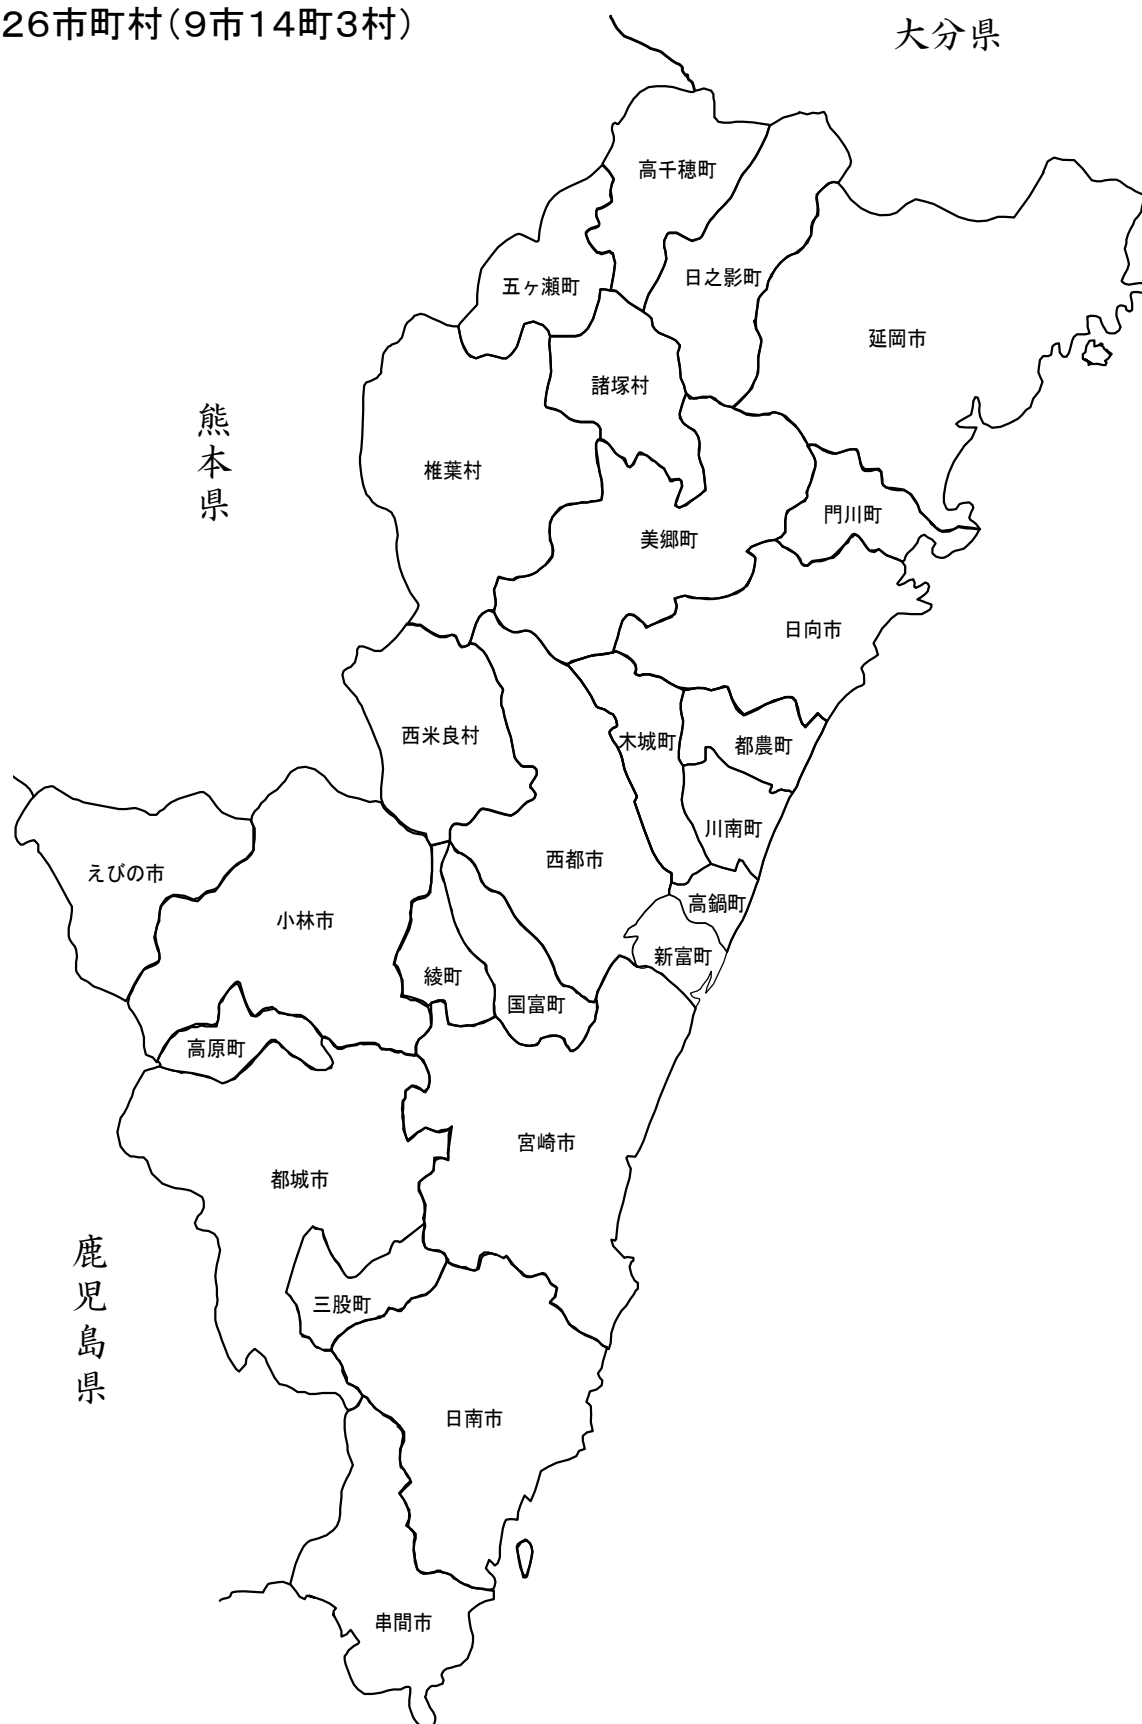 26市町村(9市14町3村)
大分県
高千穂町
日之影町
五ヶ瀬町
延岡市
諸塚村
熊本県
椎葉村
門川町
美郷町
日向市
西米良村
木城町
都農町
川南町
西都市
えびの市
高鍋町
小林市
新富町
綾町
国富町
高原町
宮崎市
都城市
鹿児島県
三股町
日南市
串間市